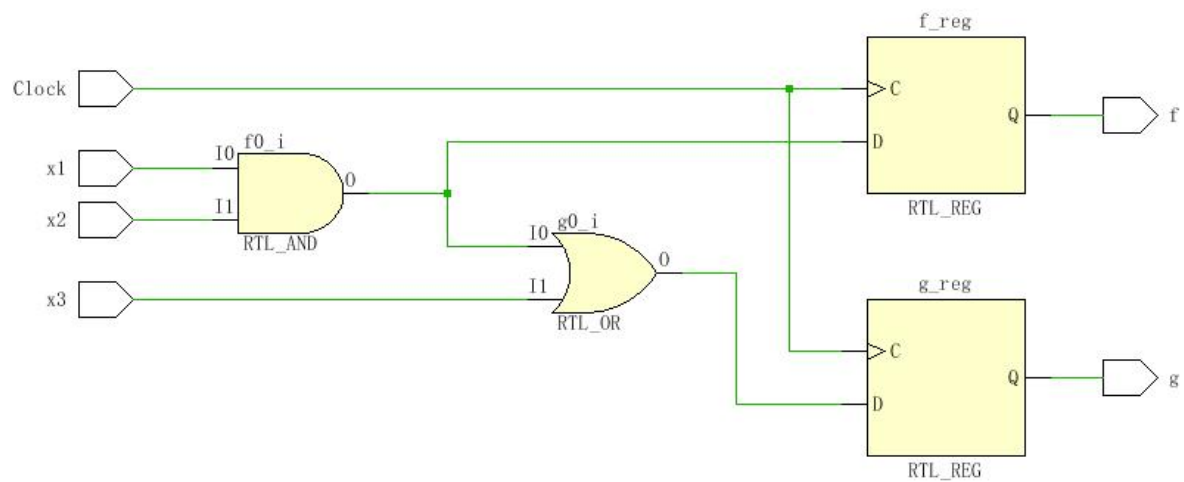 f_reg
Clock
C
Q
f
D
RTL_REG
x1
I0
f0_i
O
x2
I1
RTL_AND
I0
g0_i
O
x3
I1
RTL_OR
g_reg
C
Q
g
D
RTL_REG